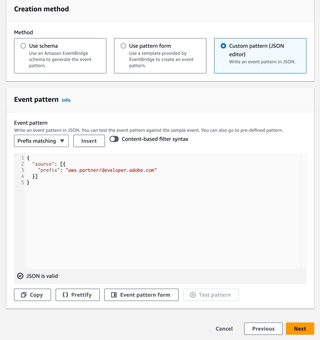 Creation method
Method
Use schema
Use an Amazon EventBridge
schema to generate the event
pattern.
Use pattern form
Use a template provided by
EventBridge to create an event
pattern.
Custom pattern (JSON
editor)
Write an event pattern in JSON.
Event pattern Info
Event pattern
Write an event pattern in JSON. You can test the event pattern against the sample event. You can also go to pre-defined pattern.
Prefix matching
Insert
Content-based filter syntax
1 {
2 "source": [{
3 "prefix": "aws.partner/developer.adobe.com"
4 }]
5 }
JSON is valid
Copy
{ } Prettify
Event pattern form
Test pattern
Cancel
Previous
Next